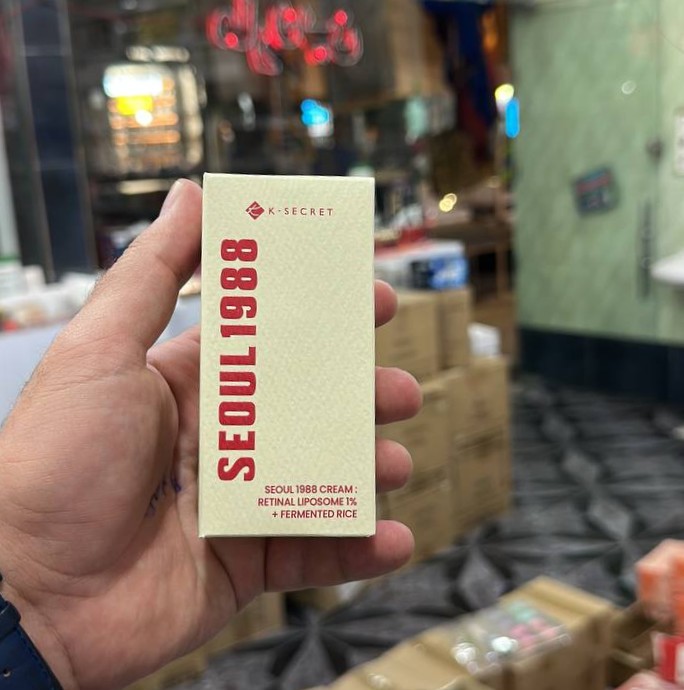 K-SECRET
SEOUL1988
SEOUL 1988 CREAM :
RETINAL LIPOSOME 1%
+ FERMENTED RICE